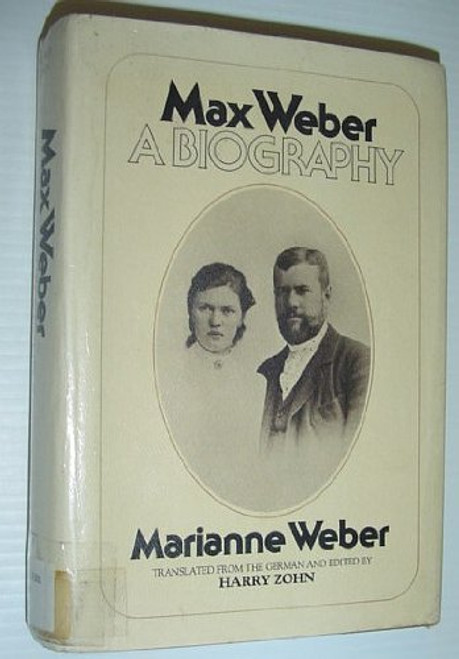 Max Weber
A BIOGRAPHY
Marianne Weber
TRANSLATED FROM THE GERMAN AND EDITED BY
HARRY ZOHN
Max Weber